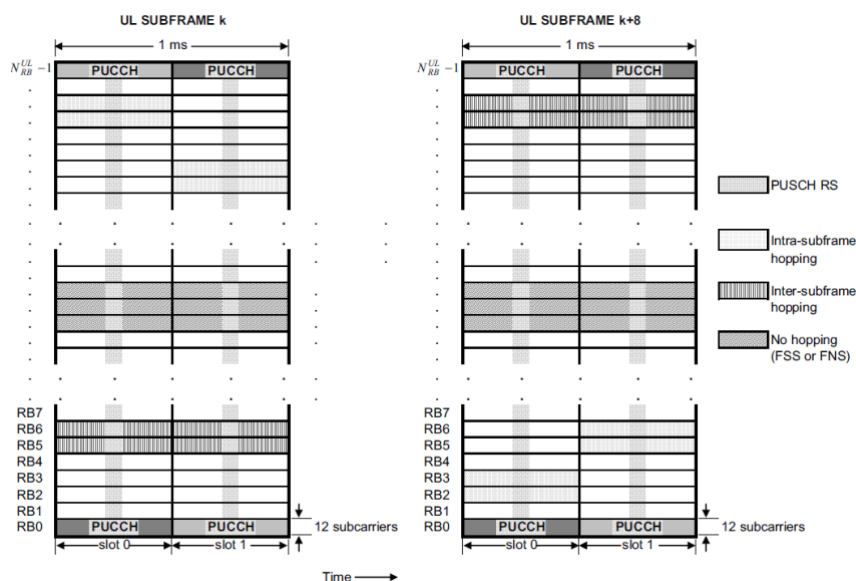 UL SUBFRAME k
UL SUBFRAME k+8
1 ms
1 ms
N^{UL}_{RB} −1
PUCCH
PUCCH
N^{UL}_{RB} −1
PUCCH
PUCCH
PUSCH RS
Intra-subframe
hopping
Inter-subframe
hopping
No hopping
(FSS or FNS)
RB7
RB6
RB5
RB4
RB3
RB2
RB1
RB0
PUCCH
PUCCH
12 subcarriers
slot 0
slot 1
RB7
RB6
RB5
RB4
RB3
RB2
RB1
RB0
PUCCH
PUCCH
12 subcarriers
slot 0
slot 1
Time